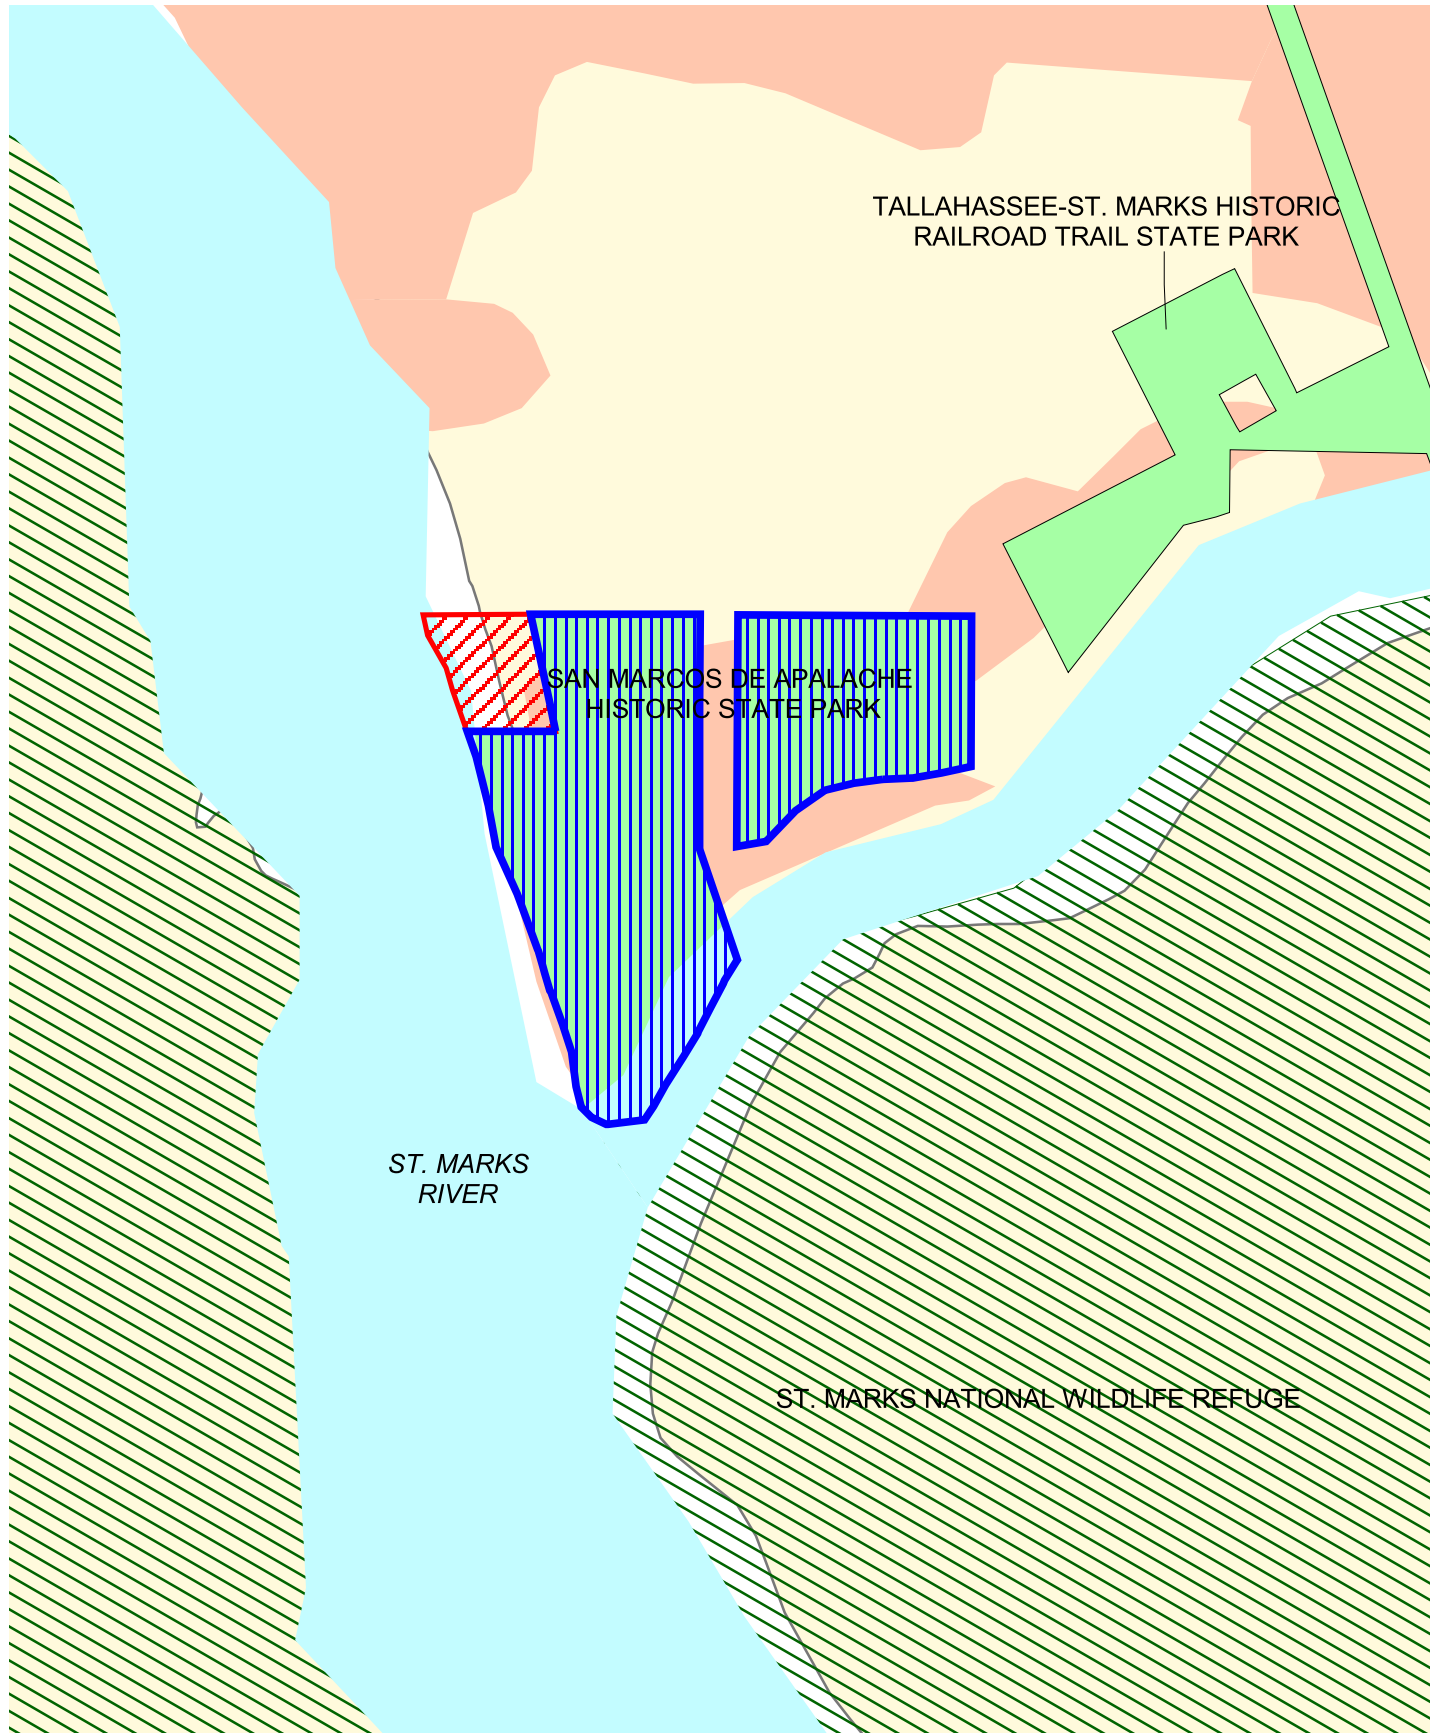 TALLAHASSEE-ST. MARKS HISTORIC
RAILROAD TRAIL STATE PARK
SAN MARCOS DE APALACHE
HISTORIC STATE PARK
ST. MARKS
RIVER
ST. MARKS NATIONAL WILDLIFE REFUGE